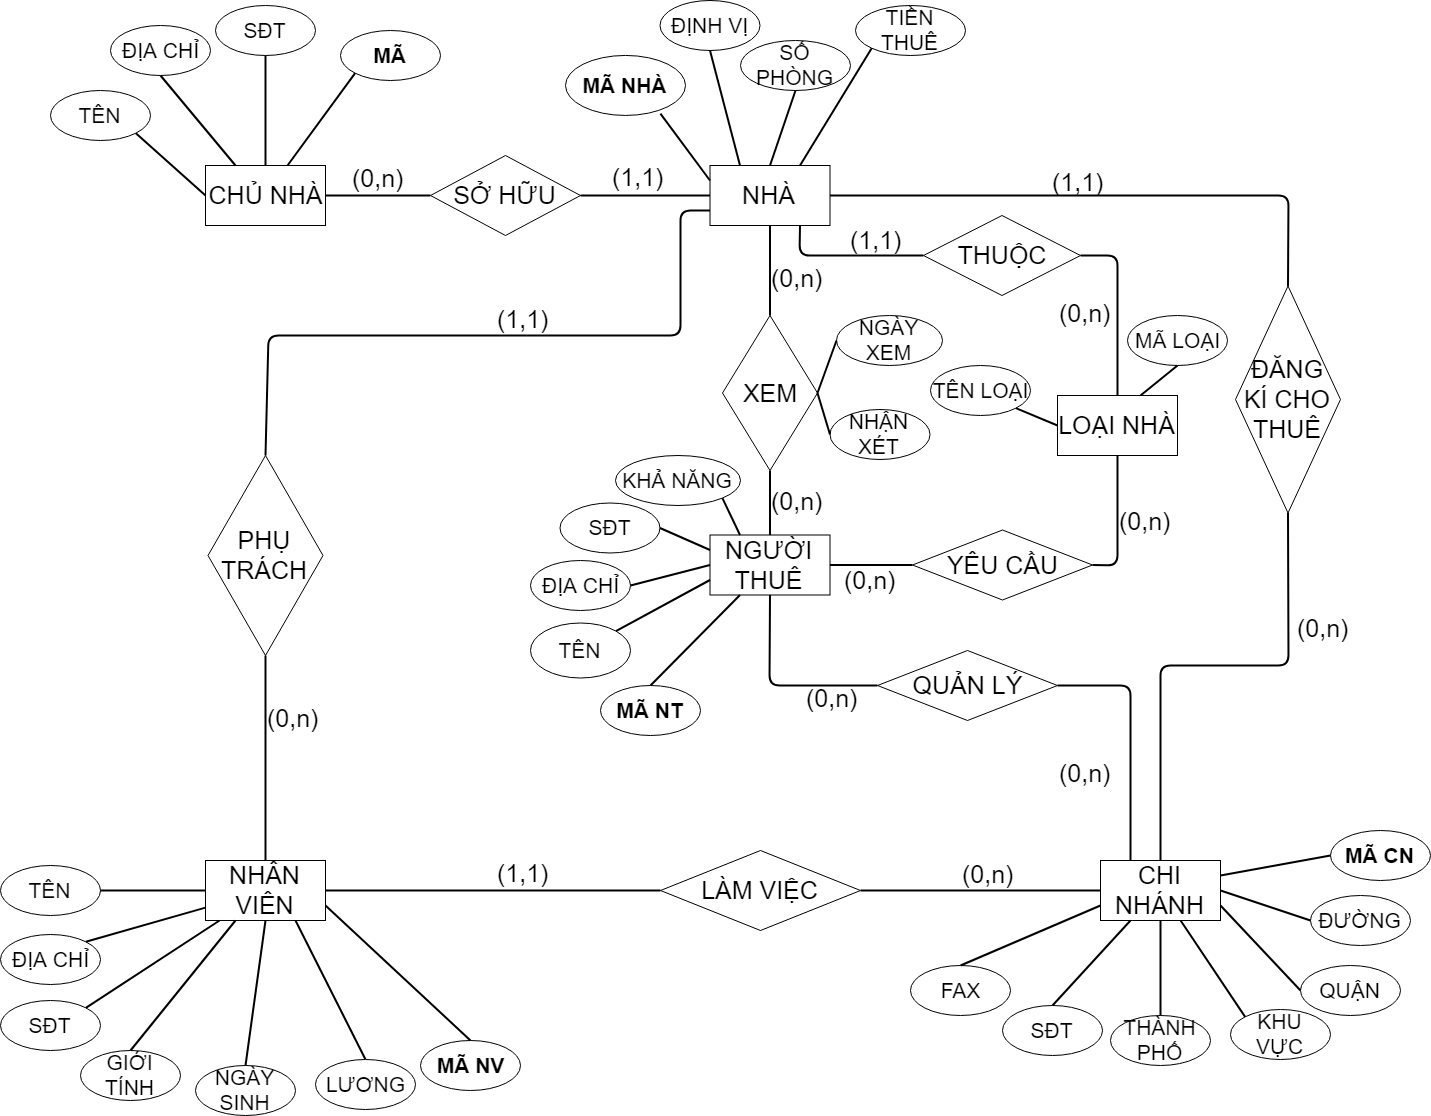 SĐT
ĐỊA CHỈ
MÃ
TÊN
ĐỊNH VỊ
TIỀN
THUÊ
SỐ
PHÒNG
MÃ NHÀ
CHỦ NHÀ
(0,n)
SỞ HỮU
(1,1)
NHÀ
(1,1)
(1,1)
THUỘC
(0,n)
(1,1)
(0,n)
NGÀY
XEM
MÃ LOẠI
XEM
TÊN LOẠI
NHẬN
XÉT
LOẠI NHÀ
ĐĂNG
KÍ CHO
THUÊ
KHẢ NĂNG
(0,n)
(0,n)
SĐT
PHỤ
TRÁCH
NGƯỜI
THUÊ
(0,n)
YÊU CẦU
ĐỊA CHỈ
TÊN
(0,n)
MÃ NT
(0,n)
QUẢN LÝ
(0,n)
(0,n)
NHÂN
VIÊN
(1,1)
LÀM VIỆC
(0,n)
CHI
NHÁNH
MÃ CN
ĐƯỜNG
QUẬN
KHU
VỰC
THÀNH
PHỐ
SĐT
FAX
TÊN
ĐỊA CHỈ
SĐT
GIỚI
TÍNH
NGÀY
SINH
LƯƠNG
MÃ NV